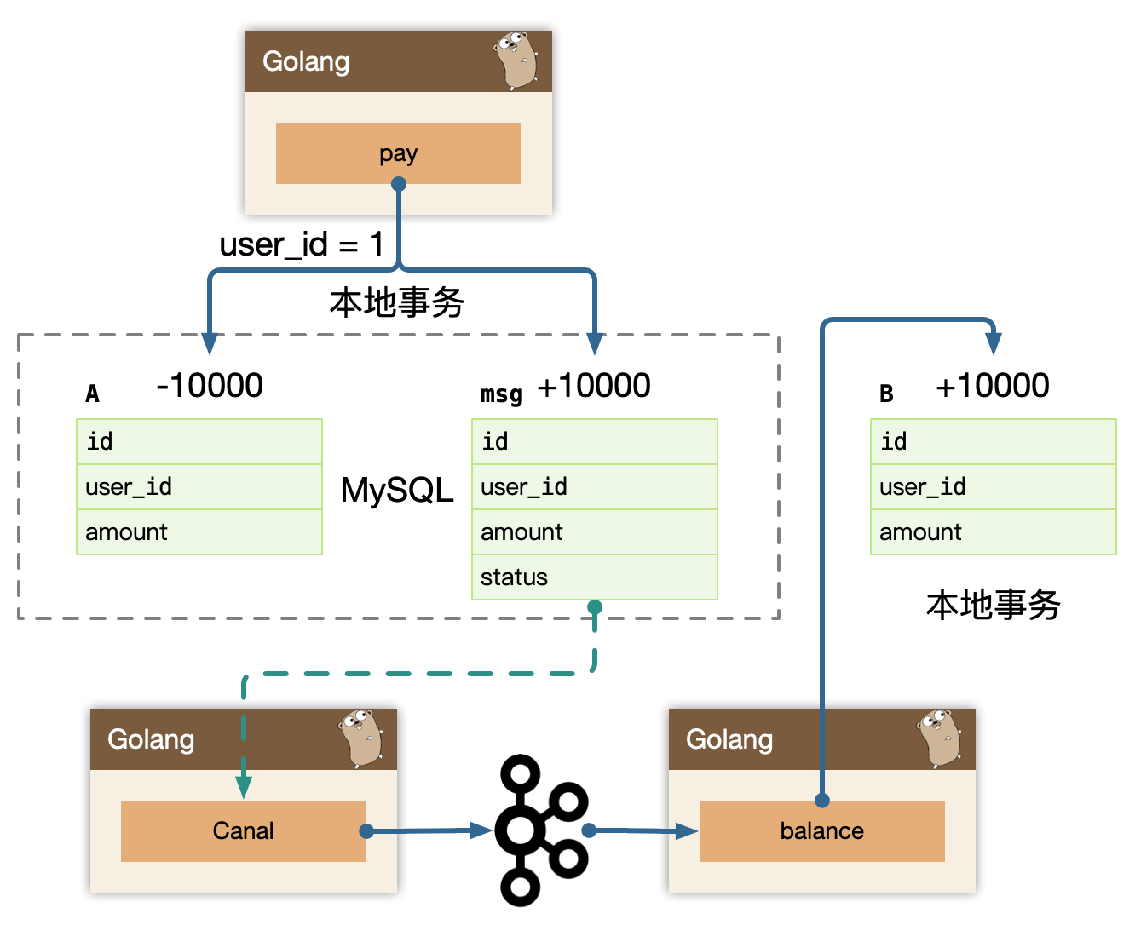 Golang
pay
user_id = 1
本地事务
A -10000
id
user_id
amount
MySQL
msg +10000
id
user_id
amount
status
B +10000
id
user_id
amount
本地事务
Golang
Canal
Golang
balance